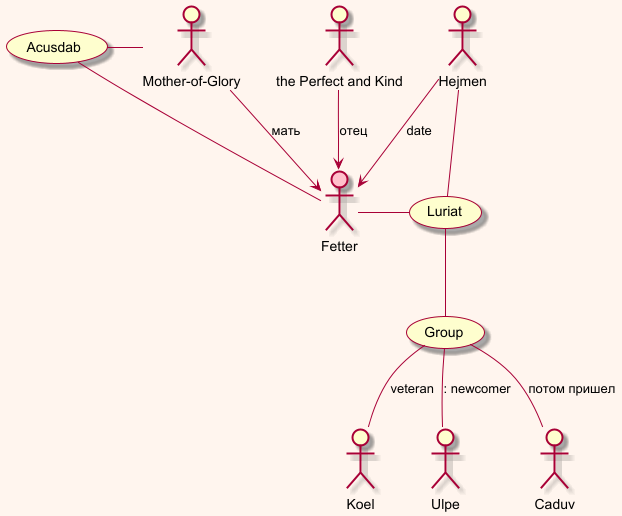 Acusdab
Mother-of-Glory
the Perfect and Kind
Hejmen
мать
отец
date
Fetter
Luriat
Group
veteran
: newcomer
потом пришел
Koel
Ulpe
Caduv